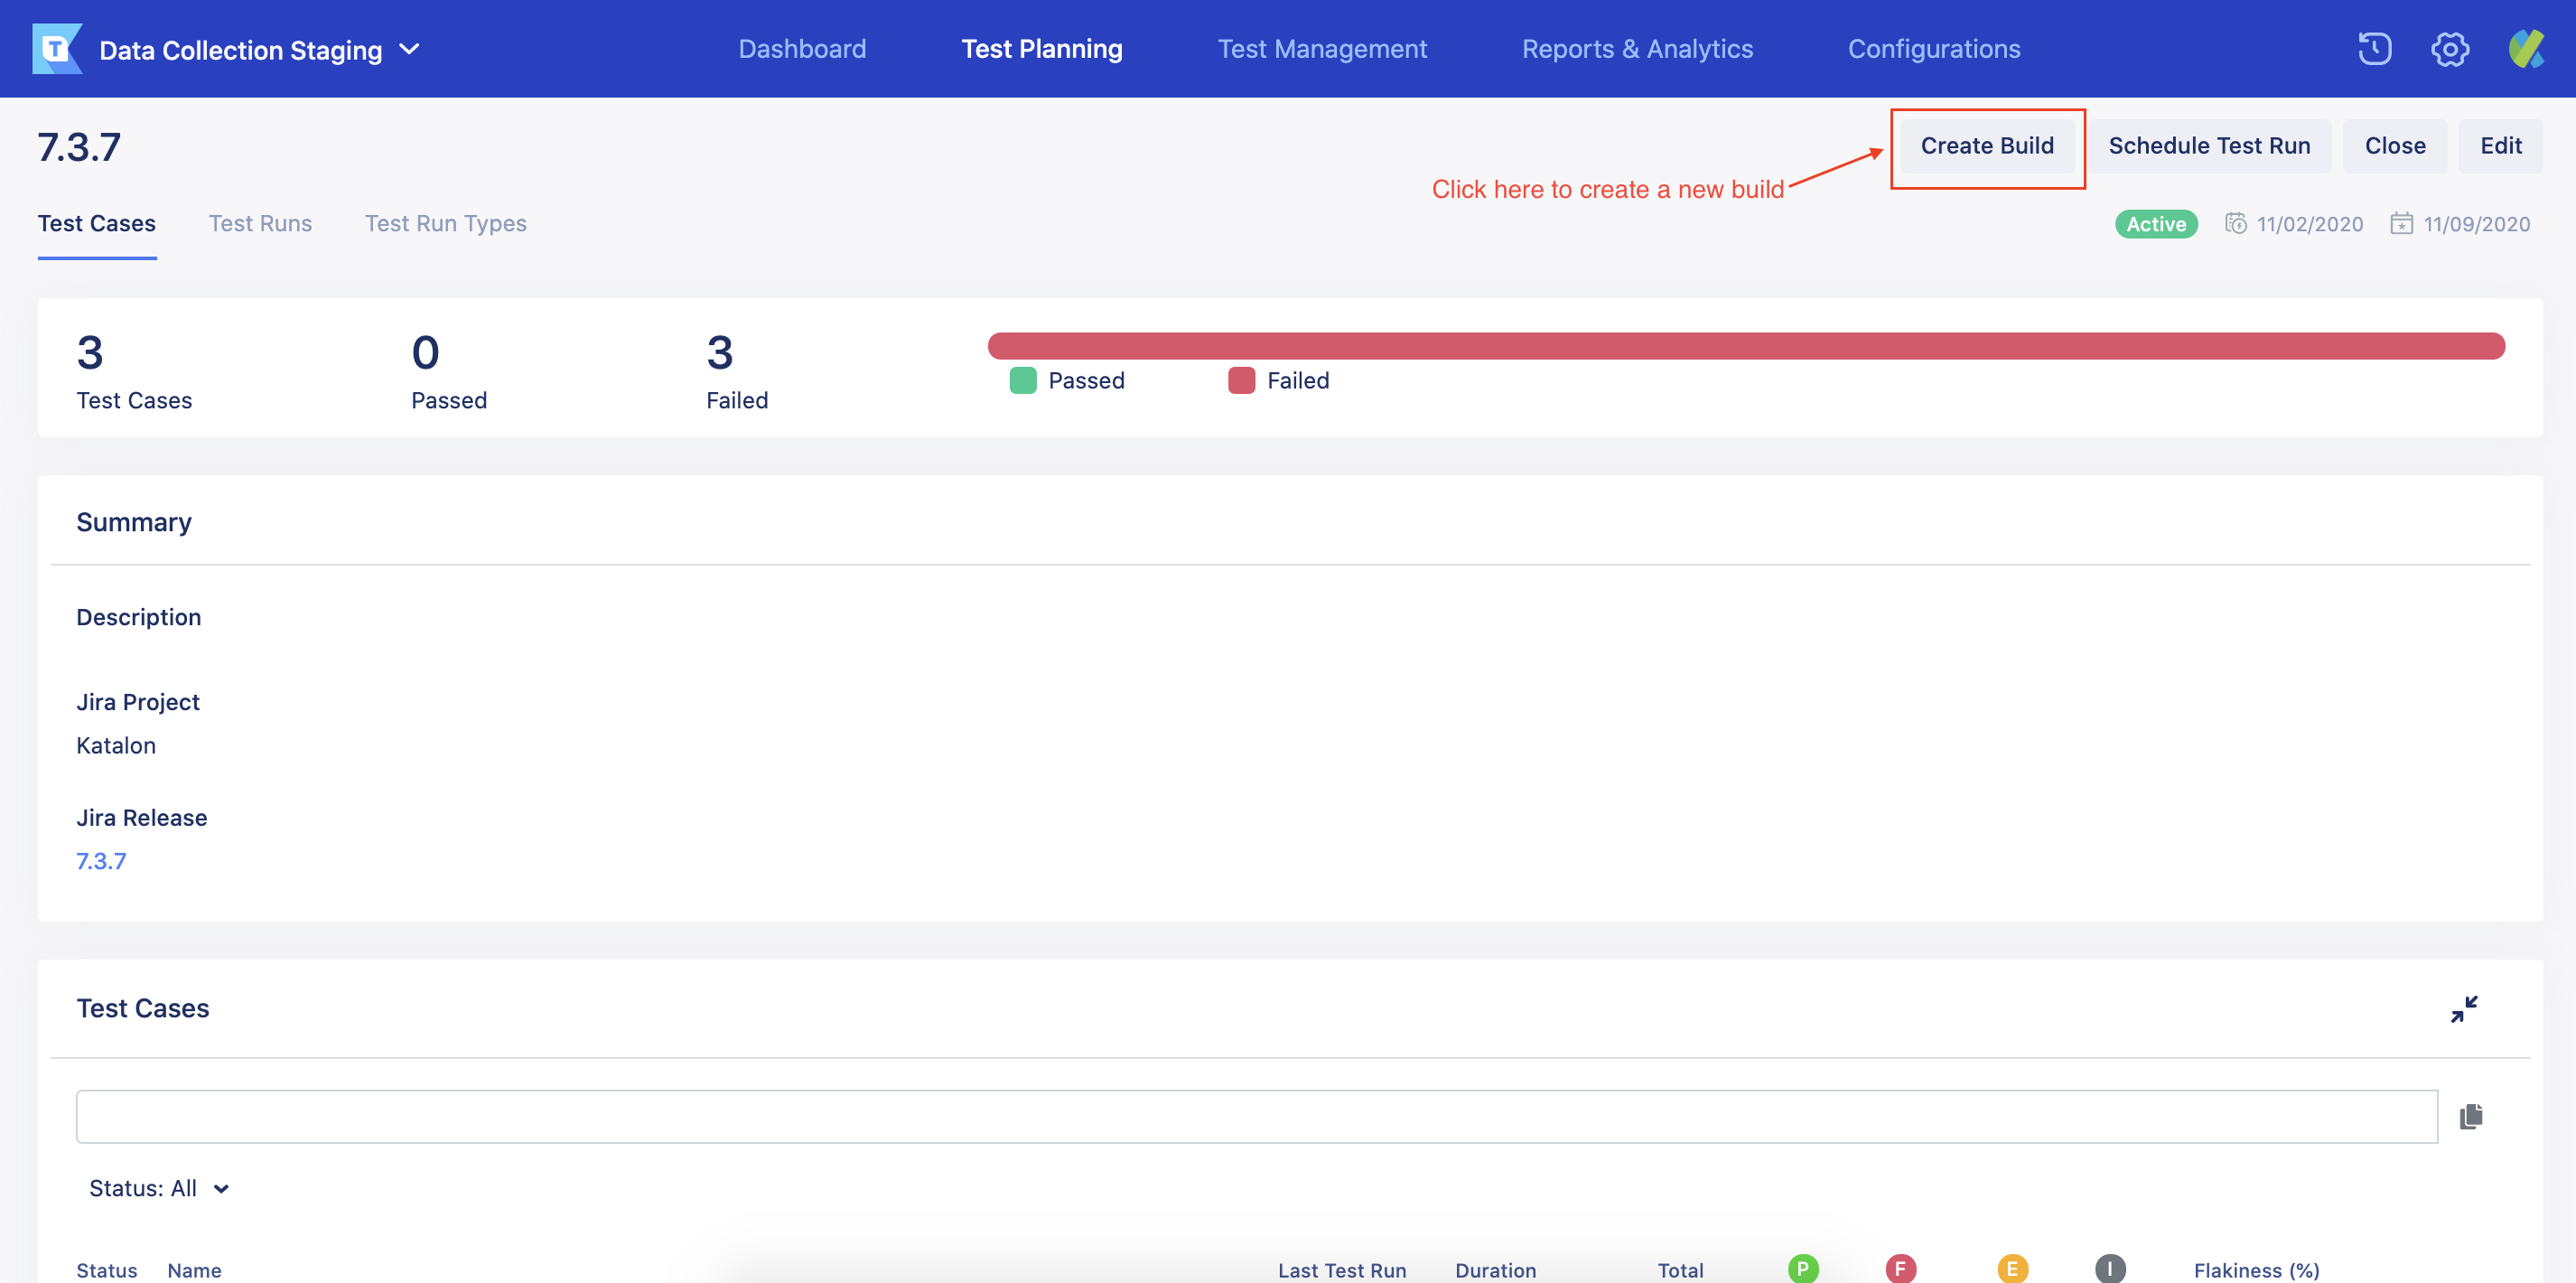 T Data Collection Staging Dashboard Test Planning Test Management Reports & Analytics Configurations
7.3.7 Create Build Schedule Test Run Close Edit
Click here to create a new build
Test Cases Test Runs Test Run Types Active 11/02/2020 11/09/2020
3 0 3
Passed Failed
Test Cases Passed Failed
Summary
Description
Jira Project
Katalon
Jira Release
7.3.7
Test Cases
Status: All
Status Name Last Test Run Duration Total P F E I Flakiness (%)